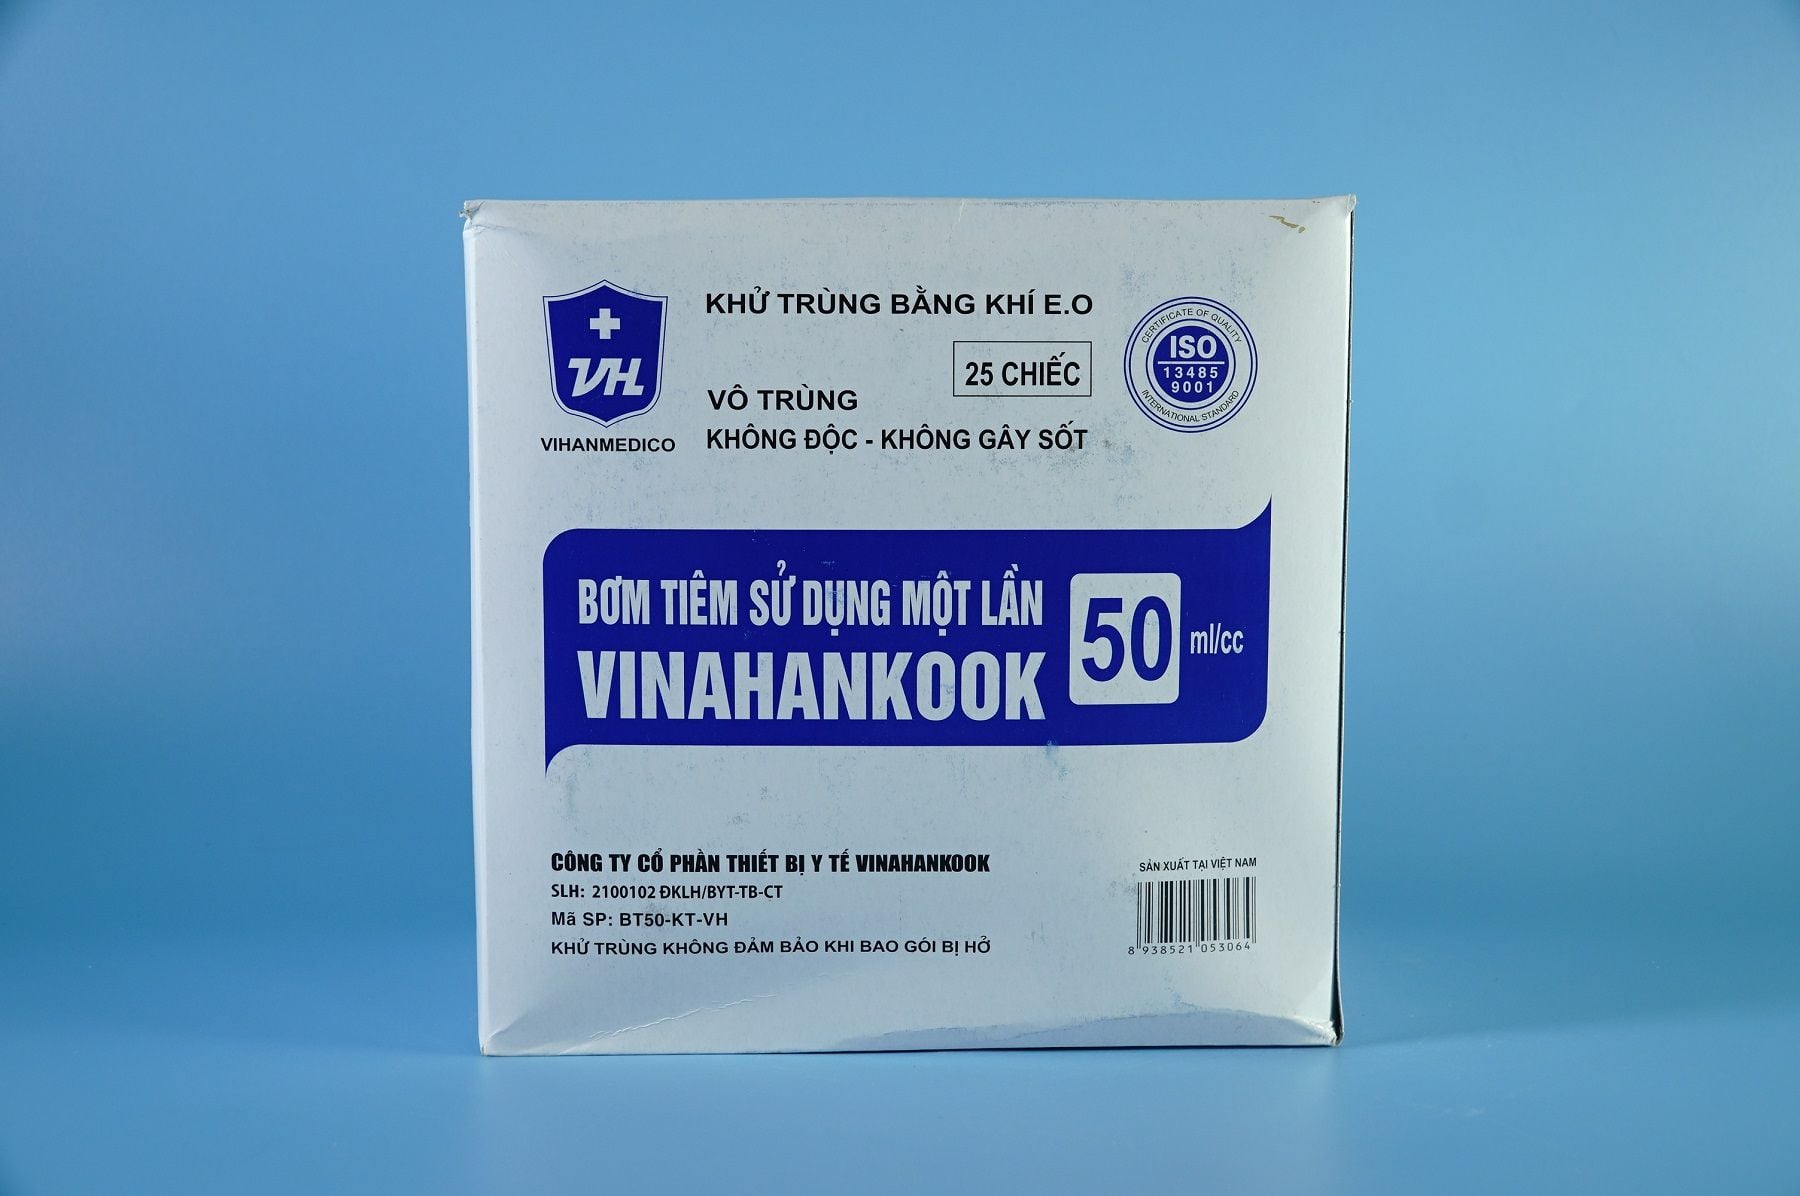 KHỬ TRÙNG BẰNG KHÍ E.O
25 CHIẾC
VÔ TRÙNG
KHÔNG ĐỘC - KHÔNG GÂY SỐT
VH
VIHANMEDICO
CERTIFICATE OF QUALITY
ISO
13485
9001
INTERNATIONAL STANDARD
BƠM TIÊM SỬ DỤNG MỘT LẦN
VINAHANKOOK
50 ml/cc
CÔNG TY CỔ PHẦN THIẾT BỊ Y TẾ VINAHANKOOK
SLH: 2100102 ĐKLH/BYT-TB-CT
Mã SP: BT50-KT-VH
KHỬ TRÙNG KHÔNG ĐẢM BẢO KHI BAO GÓI BỊ HỞ
SẢN XUẤT TẠI VIỆT NAM
8 938521 053064